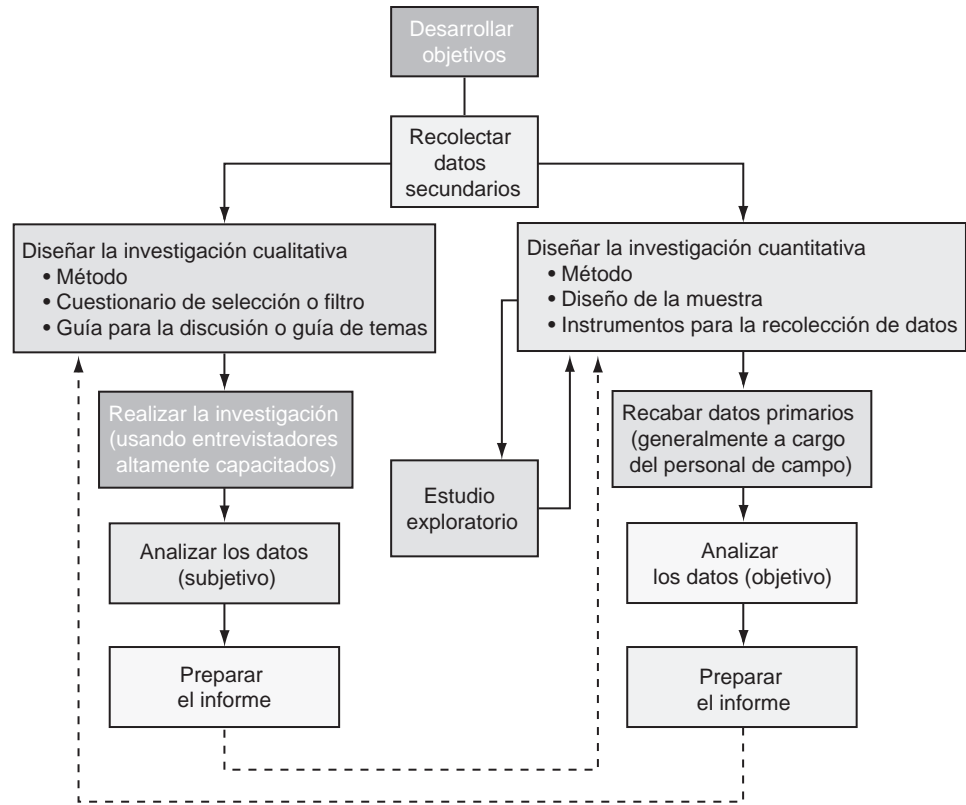 Desarrollar
objetivos
Recolectar
datos
secundarios
Diseñar la investigación cualitativa
• Método
• Cuestionario de selección o filtro
• Guía para la discusión o guía de temas
Diseñar la investigación cuantitativa
• Método
• Diseño de la muestra
• Instrumentos para la recolección de datos
Realizar la investigación
(usando entrevistadores
altamente capacitados)
Recabar datos primarios
(generalmente a cargo
del personal de campo)
Estudio
exploratorio
Analizar los datos
(subjetivo)
Analizar
los datos (objetivo)
Preparar
el informe
Preparar
el informe